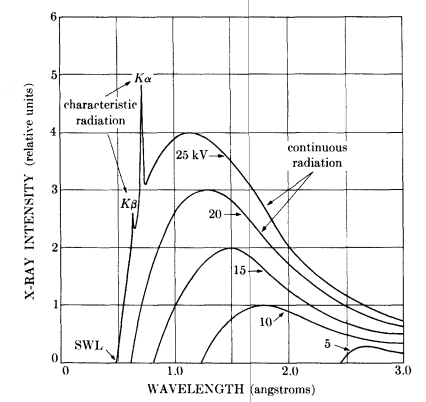 6
5
4
3
2
1
0
X-RAY INTENSITY (relative units)
Kα
characteristic
radiation
Kβ
25 kV
continuous
radiation
20
15
10
5
SWL
0
1.0
2.0
3.0
WAVELENGTH (angstroms)